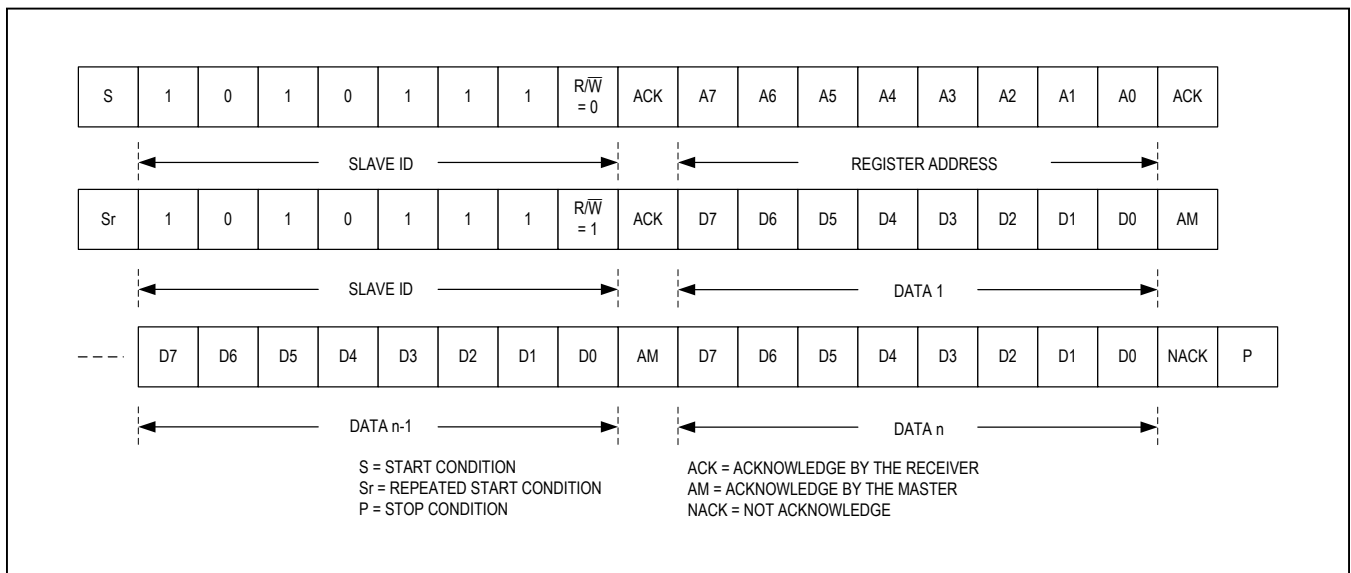 S 1 0 1 0 1 1 1 R/W̅ = 0 ACK A7 A6 A5 A4 A3 A2 A1 A0 ACK
SLAVE ID REGISTER ADDRESS
Sr 1 0 1 0 1 1 1 R/W̅ = 1 ACK D7 D6 D5 D4 D3 D2 D1 D0 AM
SLAVE ID DATA 1
D7 D6 D5 D4 D3 D2 D1 D0 AM D7 D6 D5 D4 D3 D2 D1 D0 NACK P
DATA n-1 DATA n
S = START CONDITION
Sr = REPEATED START CONDITION
P = STOP CONDITION
ACK = ACKNOWLEDGE BY THE RECEIVER
AM = ACKNOWLEDGE BY THE MASTER
NACK = NOT ACKNOWLEDGE